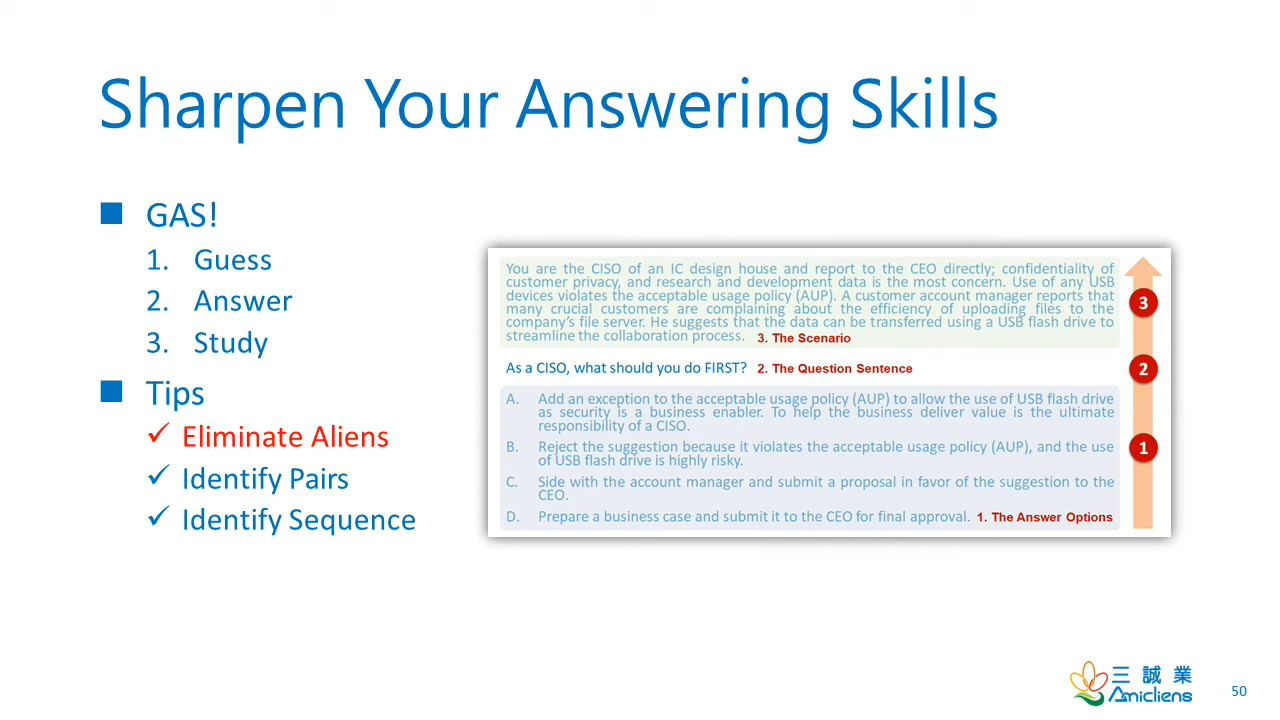 Sharpen Your Answering Skills
GAS!
1. Guess
2. Answer
3. Study
Tips
Eliminate Aliens
Identify Pairs
Identify Sequence
You are the CISO of an IC design house and report to the CEO directly; confidentiality of
customer privacy, and research and development data is the most concern. Use of any USB
devices violates the acceptable usage policy (AUP). A customer account manager reports that
many crucial customers are complaining about the efficiency of uploading files to the
company's file server. He suggests that the data can be transferred using a USB flash drive to
streamline the collaboration process. 3. The Scenario
As a CISO, what should you do FIRST? 2. The Question Sentence
A. Add an exception to the acceptable usage policy (AUP) to allow the use of USB flash drive
as security is a business enabler. To help the business deliver value is the ultimate
responsibility of a CISO.
B. Reject the suggestion because it violates the acceptable usage policy (AUP), and the use
of USB flash drive is highly risky.
C. Side with the account manager and submit a proposal in favor of the suggestion to the
CEO.
D. Prepare a business case and submit it to the CEO for final approval. 1. The Answer Options
3
2
1
三誠業
Amicliens
50